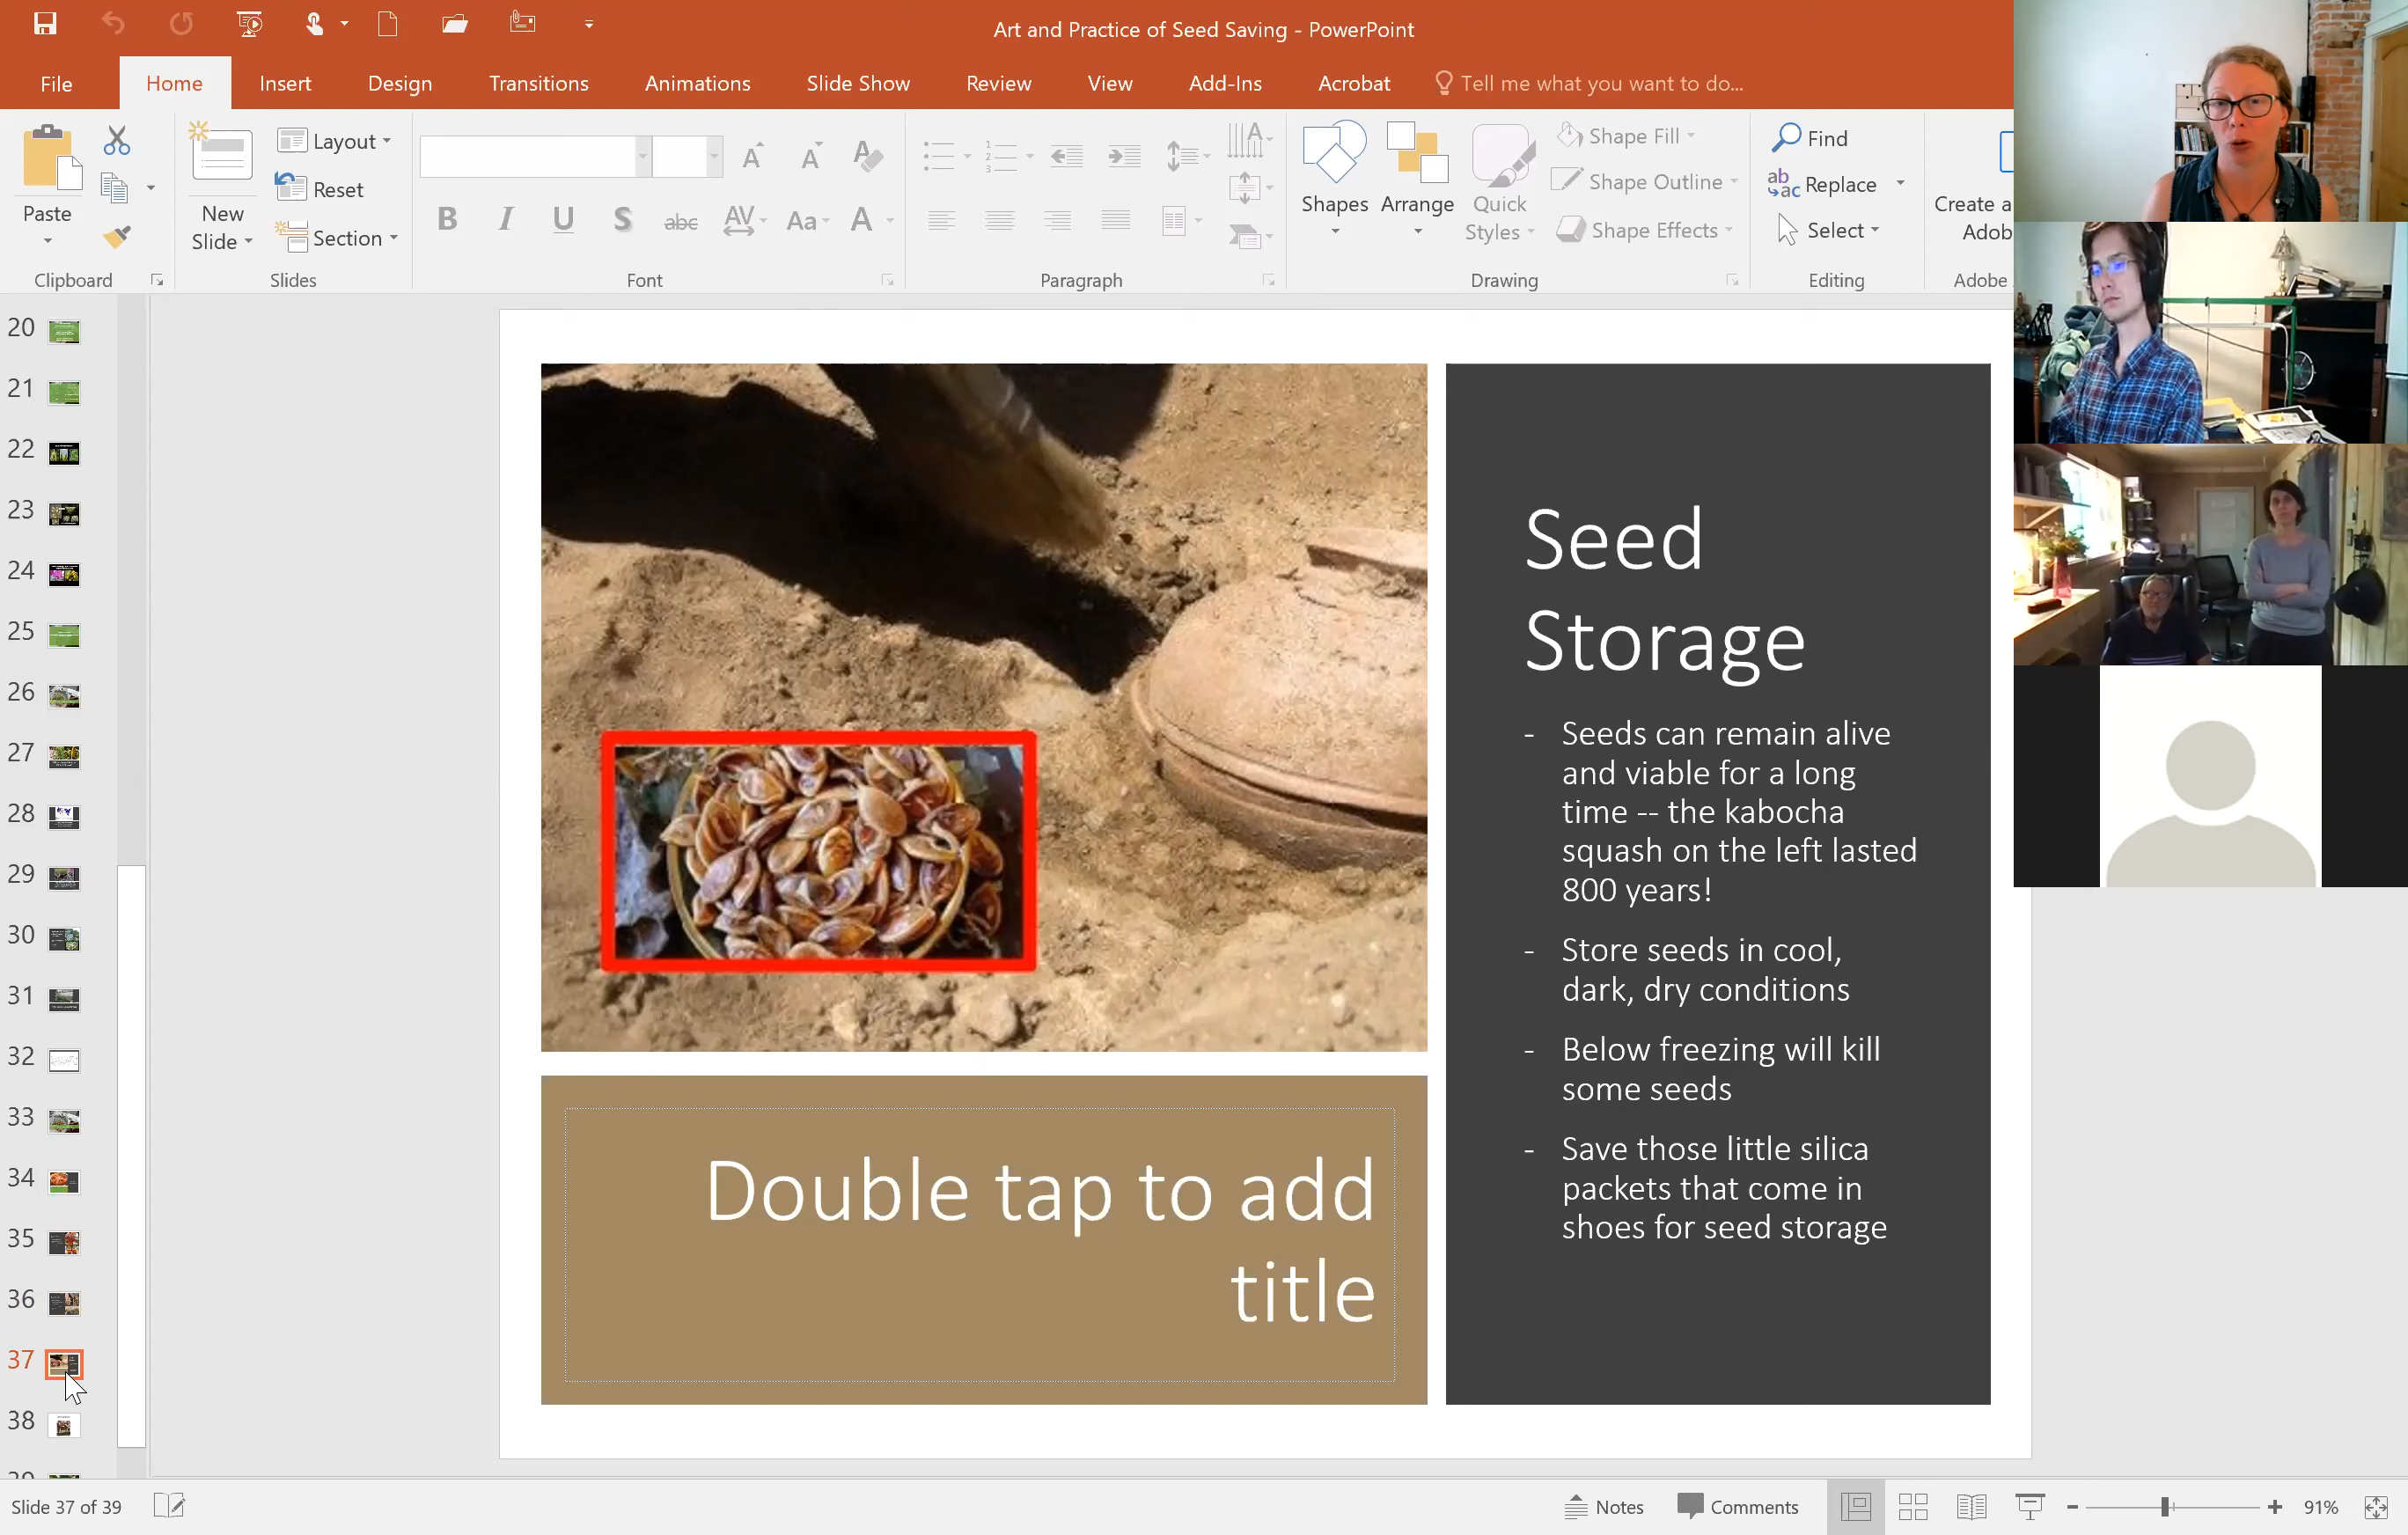 Art and Practice of Seed Saving - PowerPoint
File Home Insert Design Transitions Animations Slide Show Review View Add-Ins Acrobat Tell me what you want to do...
Paste
Clipboard
New
Slide
Layout
Reset
Section
Slides
B I U S abc AV Aa A
Font
Paragraph
Shapes
Arrange
Quick
Styles
Shape Fill
Shape Outline
Shape Effects
Drawing
Find
Replace
Select
Editing
Create a
Adob
Adobe
20
21
22
23
24
25
26
27
28
29
30
31
32
33
34
35
36
37
38
39
Double tap to add
title
Seed
Storage
- Seeds can remain alive
and viable for a long
time -- the kabocha
squash on the left lasted
800 years!
- Store seeds in cool,
dark, dry conditions
- Below freezing will kill
some seeds
- Save those little silica
packets that come in
shoes for seed storage
Slide 37 of 39
Notes
Comments
91%